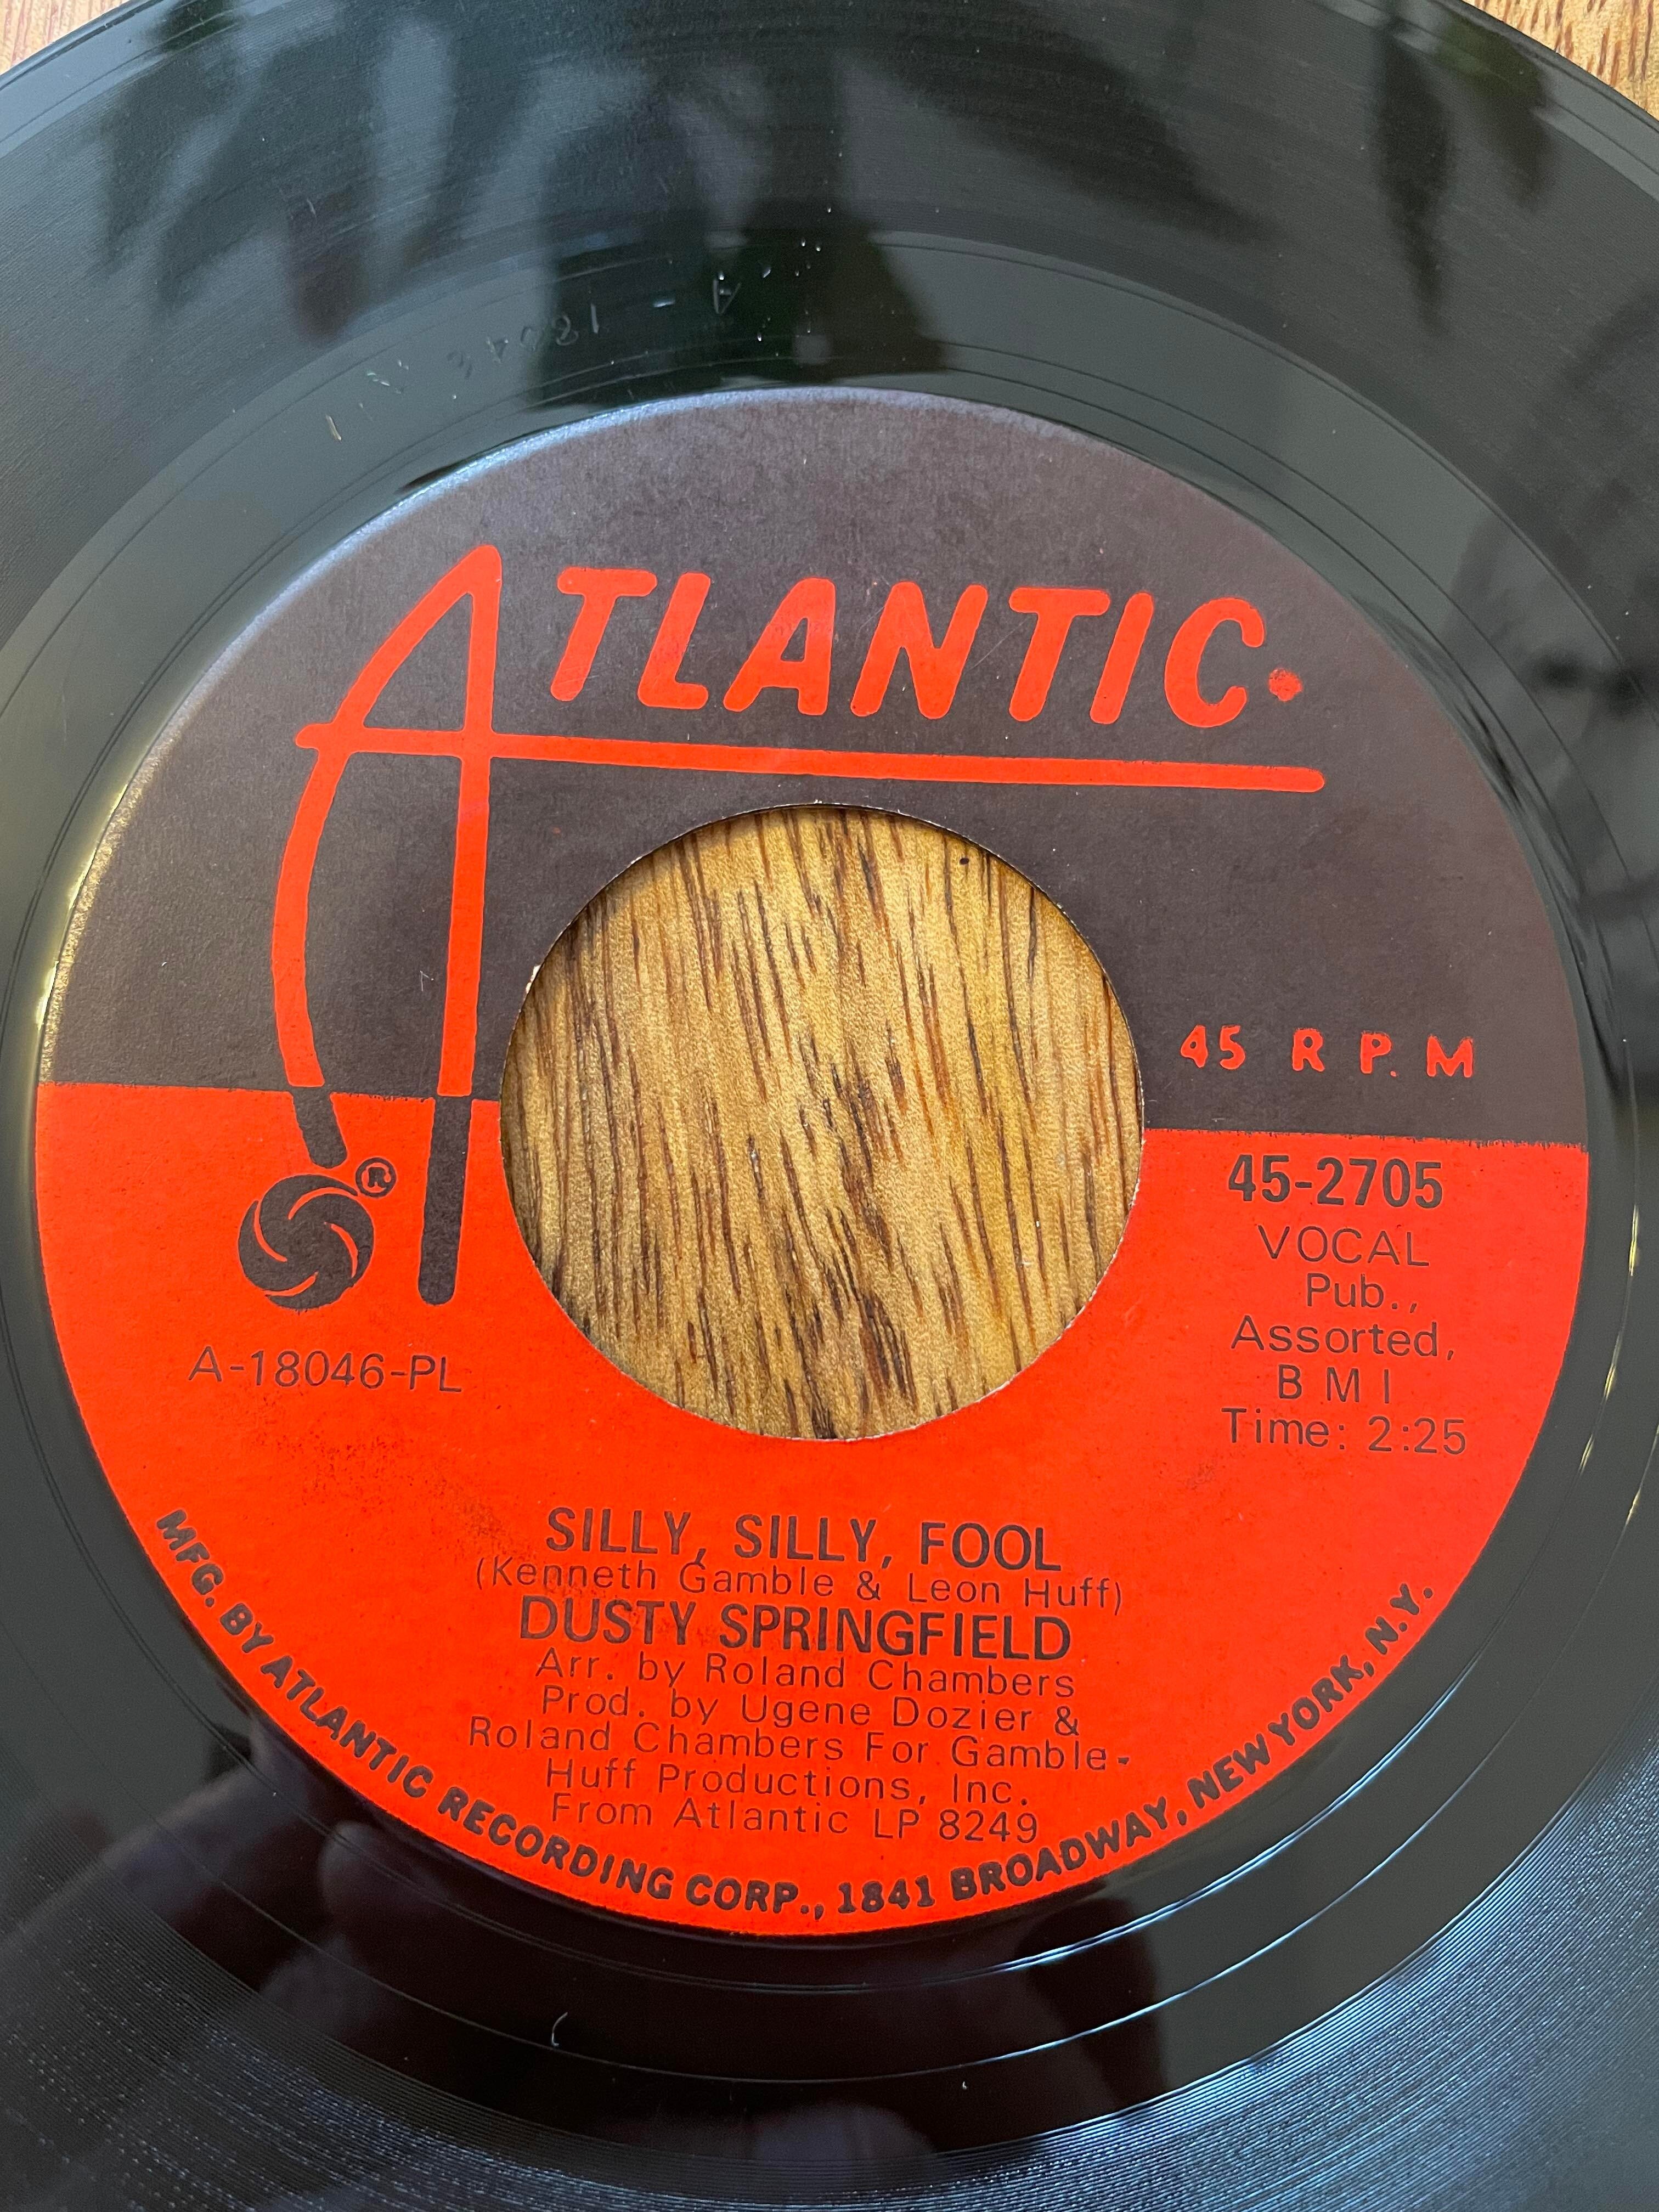 A-18046
ATLANTIC.
45 R P. M
®
45-2705
VOCAL
Pub.,
Assorted,
B M I
Time: 2:25
A-18046-PL
SILLY, SILLY, FOOL
(Kenneth Gamble & Leon Huff)
DUSTY SPRINGFIELD
Arr. by Roland Chambers
Prod. by Ugene Dozier &
Roland Chambers For Gamble-
Huff Productions, Inc.
From Atlantic LP 8249
MFG. BY ATLANTIC RECORDING CORP., 1841 BROADWAY, NEW YORK, N.Y.